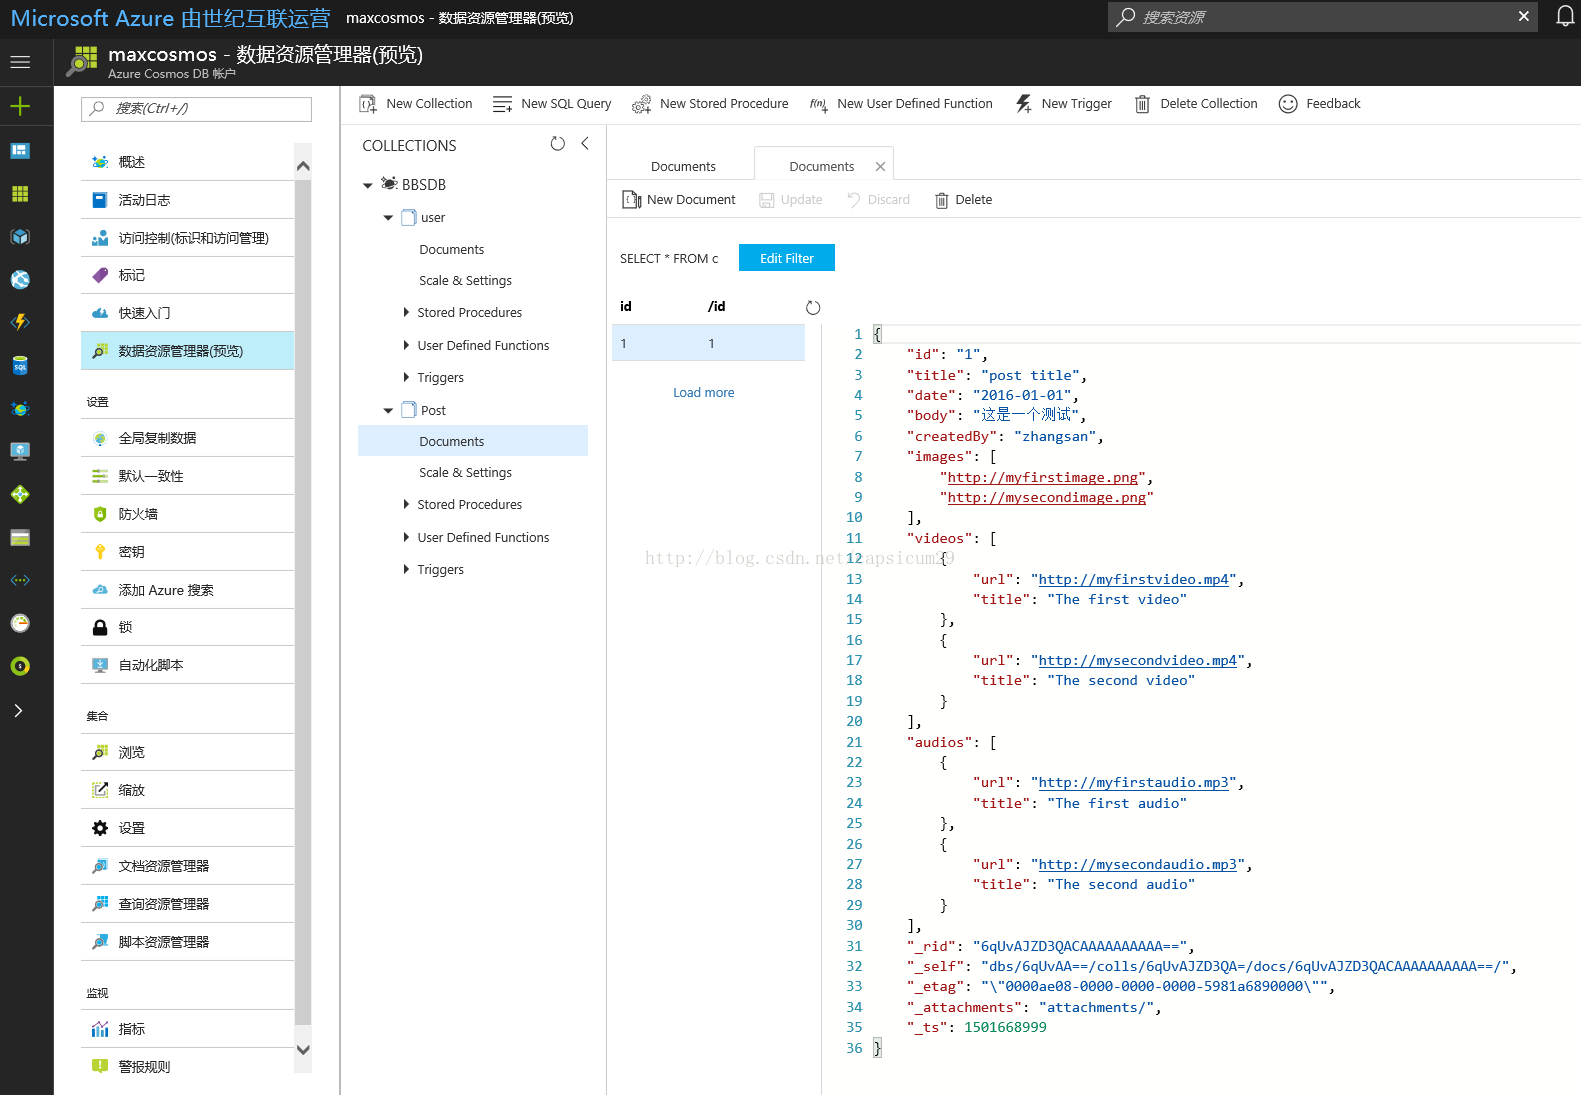 Microsoft Azure 由世纪互联运营 maxcosmos - 数据资源管理器(预览) 搜索资源
maxcosmos - 数据资源管理器(预览)
Azure Cosmos DB 帐户
搜索(Ctrl+/)
概述
活动日志
访问控制(标识和访问管理)
标记
快速入门
数据资源管理器(预览)
设置
全局复制数据
默认一致性
防火墙
密钥
添加 Azure 搜索
锁
自动化脚本
集合
浏览
缩放
设置
文档资源管理器
查询资源管理器
脚本资源管理器
监视
指标
警报规则
New Collection New SQL Query New Stored Procedure New User Defined Function New Trigger Delete Collection Feedback
COLLECTIONS
BBSDB
user
Documents
Scale & Settings
Stored Procedures
User Defined Functions
Triggers
Post
Documents
Scale & Settings
Stored Procedures
User Defined Functions
Triggers
Documents Documents
New Document Update Discard Delete
SELECT * FROM c Edit Filter
id /id
1 1
Load more
1 {
2 "id": "1",
3 "title": "post title",
4 "date": "2016-01-01",
5 "body": "这是一个测试",
6 "createdBy": "zhangsan",
7 "images": [
8 "http://myfirstimage.png",
9 "http://mysecondimage.png"
10 ],
11 "videos": [
12 {
13 "url": "http://myfirstvideo.mp4",
14 "title": "The first video"
15 },
16 {
17 "url": "http://mysecondvideo.mp4",
18 "title": "The second video"
19 }
20 ],
21 "audios": [
22 {
23 "url": "http://myfirstaudio.mp3",
24 "title": "The first audio"
25 },
26 {
27 "url": "http://mysecondaudio.mp3",
28 "title": "The second audio"
29 }
30 ],
31 "_rid": "6qUvAJZD3QACAAAAAAAAAA==",
32 "_self": "dbs/6qUvAA==/colls/6qUvAJZD3QA=/docs/6qUvAJZD3QACAAAAAAAAAA==/",
33 "_etag": "\"0000ae08-0000-0000-0000-5981a6890000\"",
34 "_attachments": "attachments/",
35 "_ts": 1501668999
36 }
http://blog.csdn.net/capsicum29